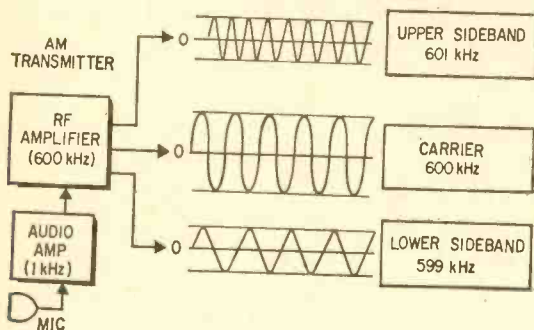 AM
TRANSMITTER
RF
AMPLIFIER
(600 kHz)
AUDIO
AMP
(1 kHz)
MIC
0
UPPER SIDEBAND
601 kHz
0
CARRIER
600 kHz
0
LOWER SIDEBAND
599 kHz